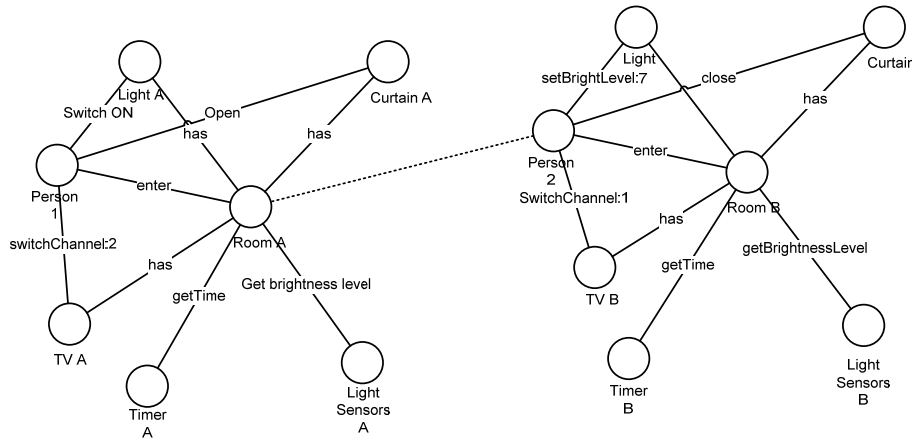 Light A
Switch ON
Open
Curtain A
has
has
Person
1
enter
Room A
switchChannel:2
has
getTime
Get brightness level
TV A
Timer
A
Light
Sensors
A
Light
setBrightLevel:7
close
Curtain
has
Person
2
enter
SwitchChannel:1
Room B
has
getTime
getBrightnessLevel
TV B
Timer
B
Light
Sensors
B